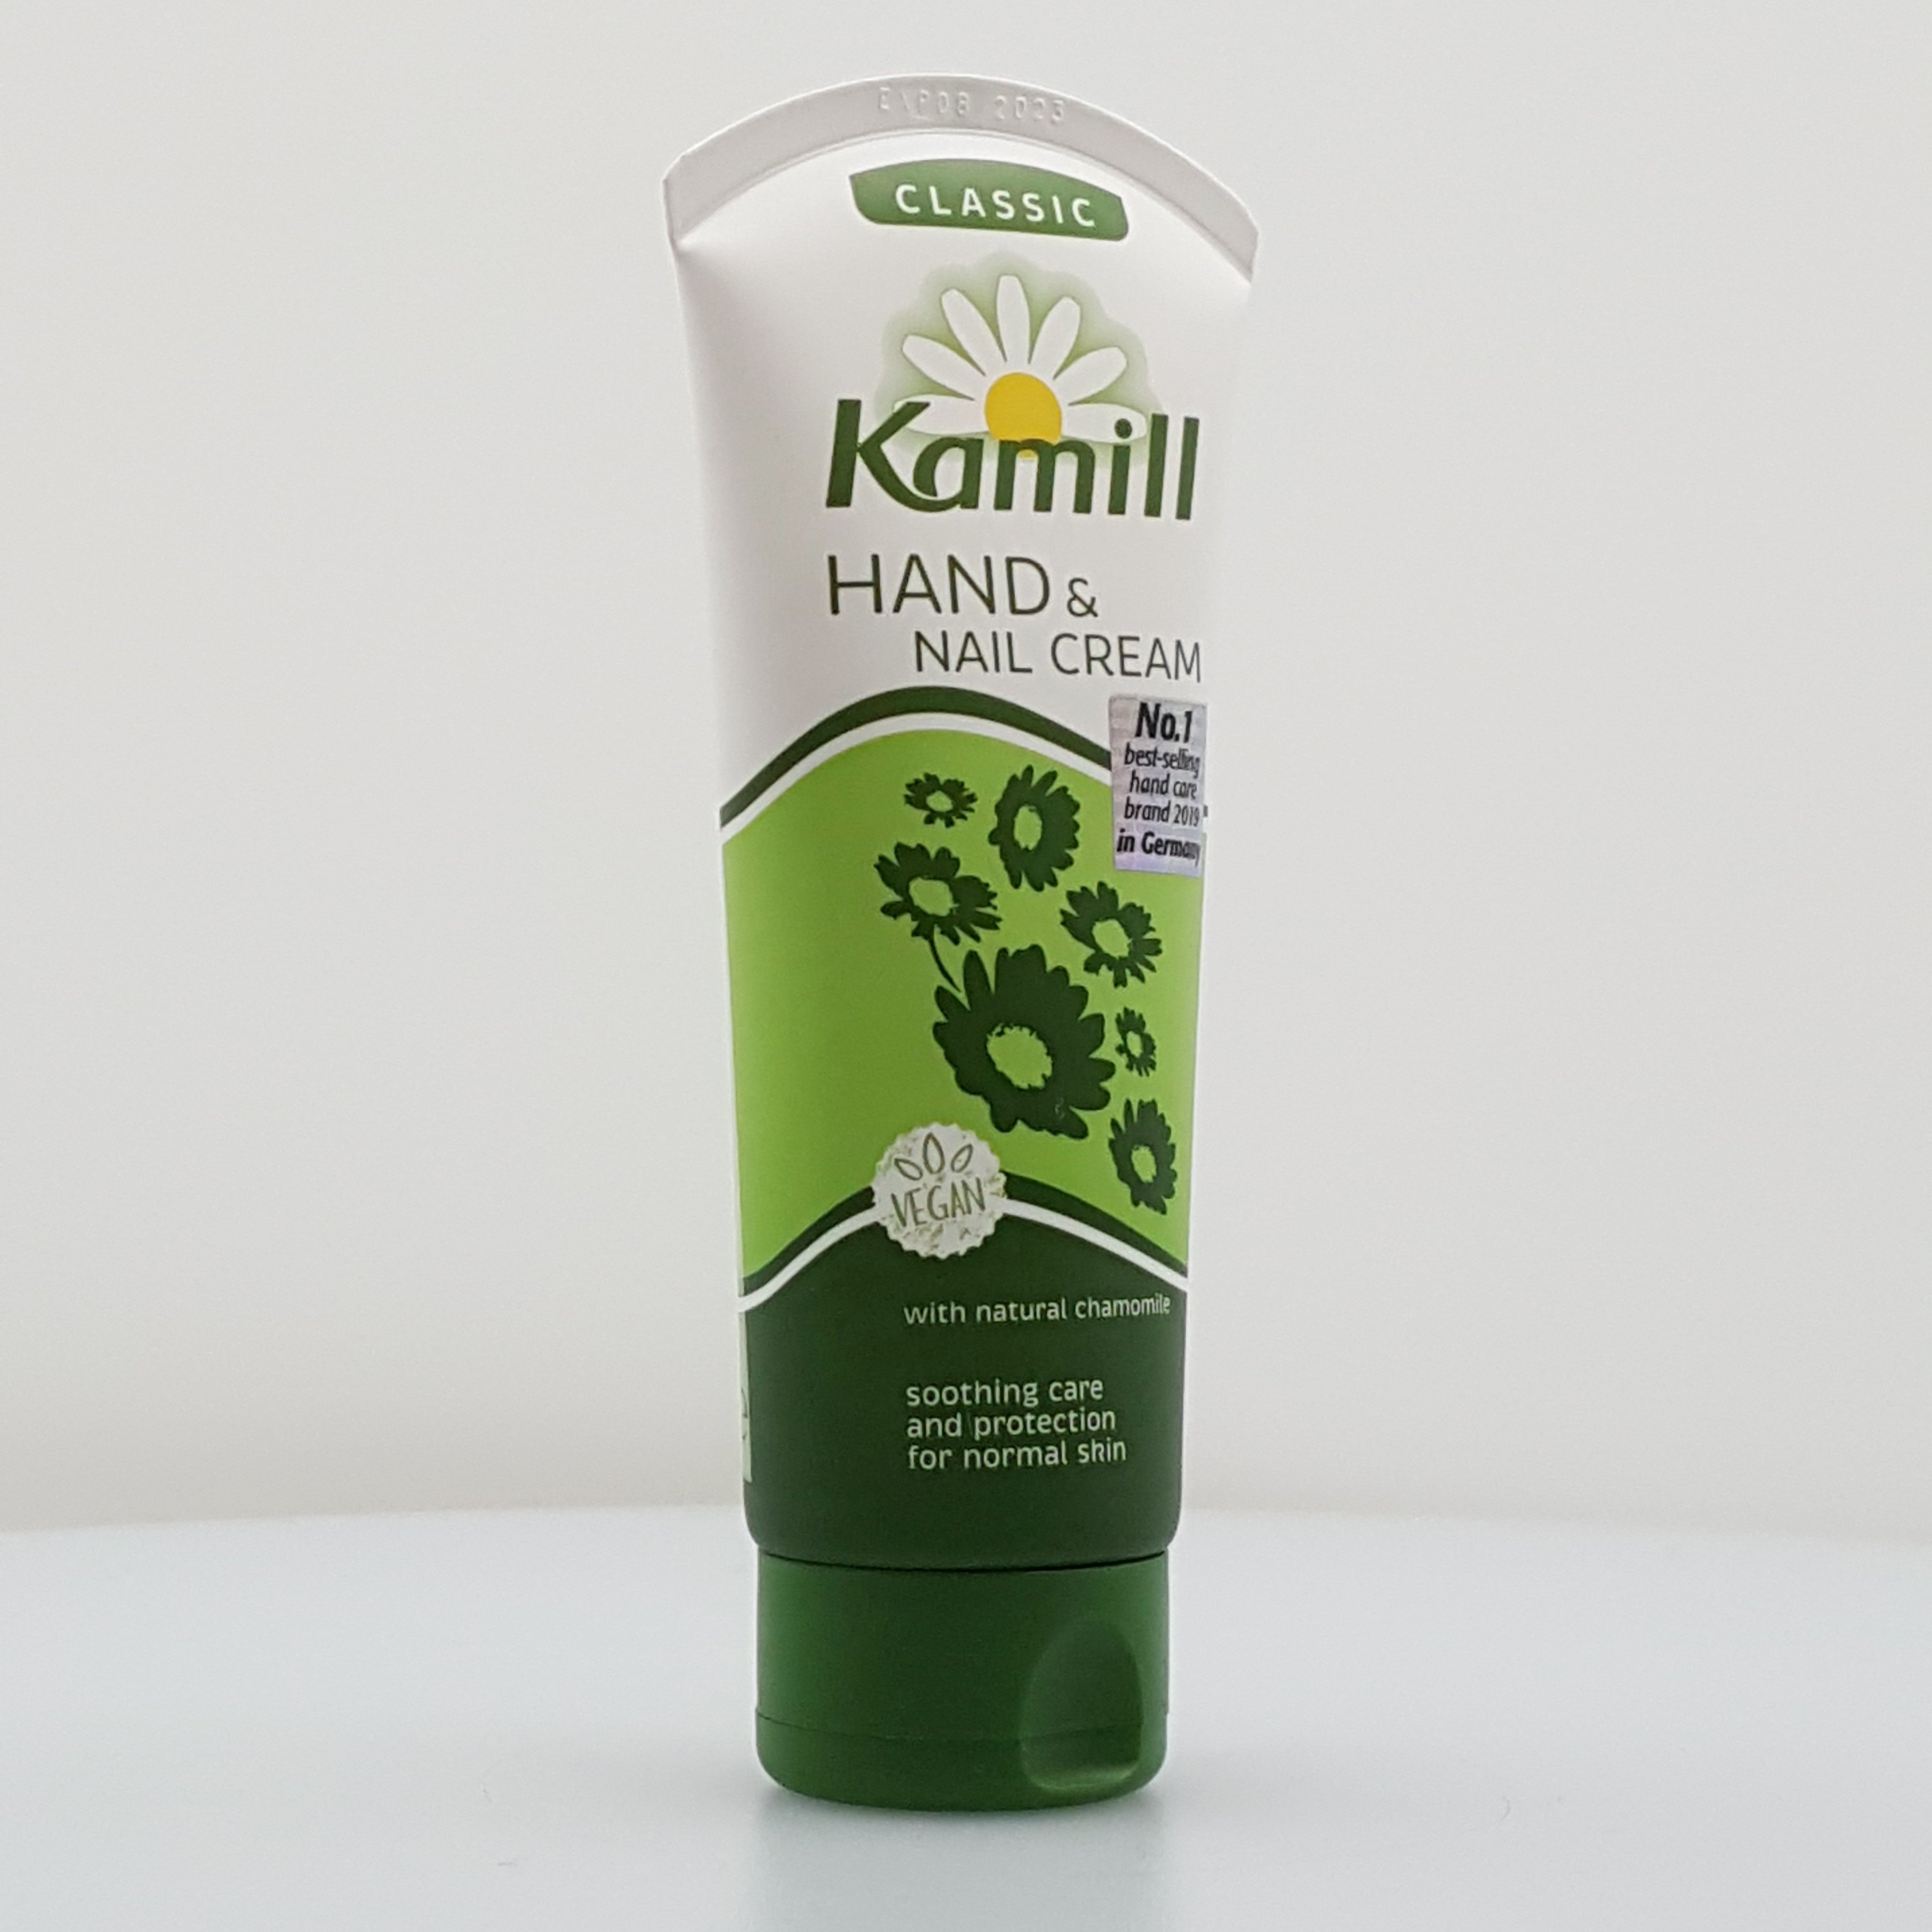 EXP08 2023
CLASSIC
Kamill
HAND &
NAIL CREAM
No.1
best-selling
hand care
brand 2019
in Germany
VEGAN
with natural chamomile
soothing care
and protection
for normal skin